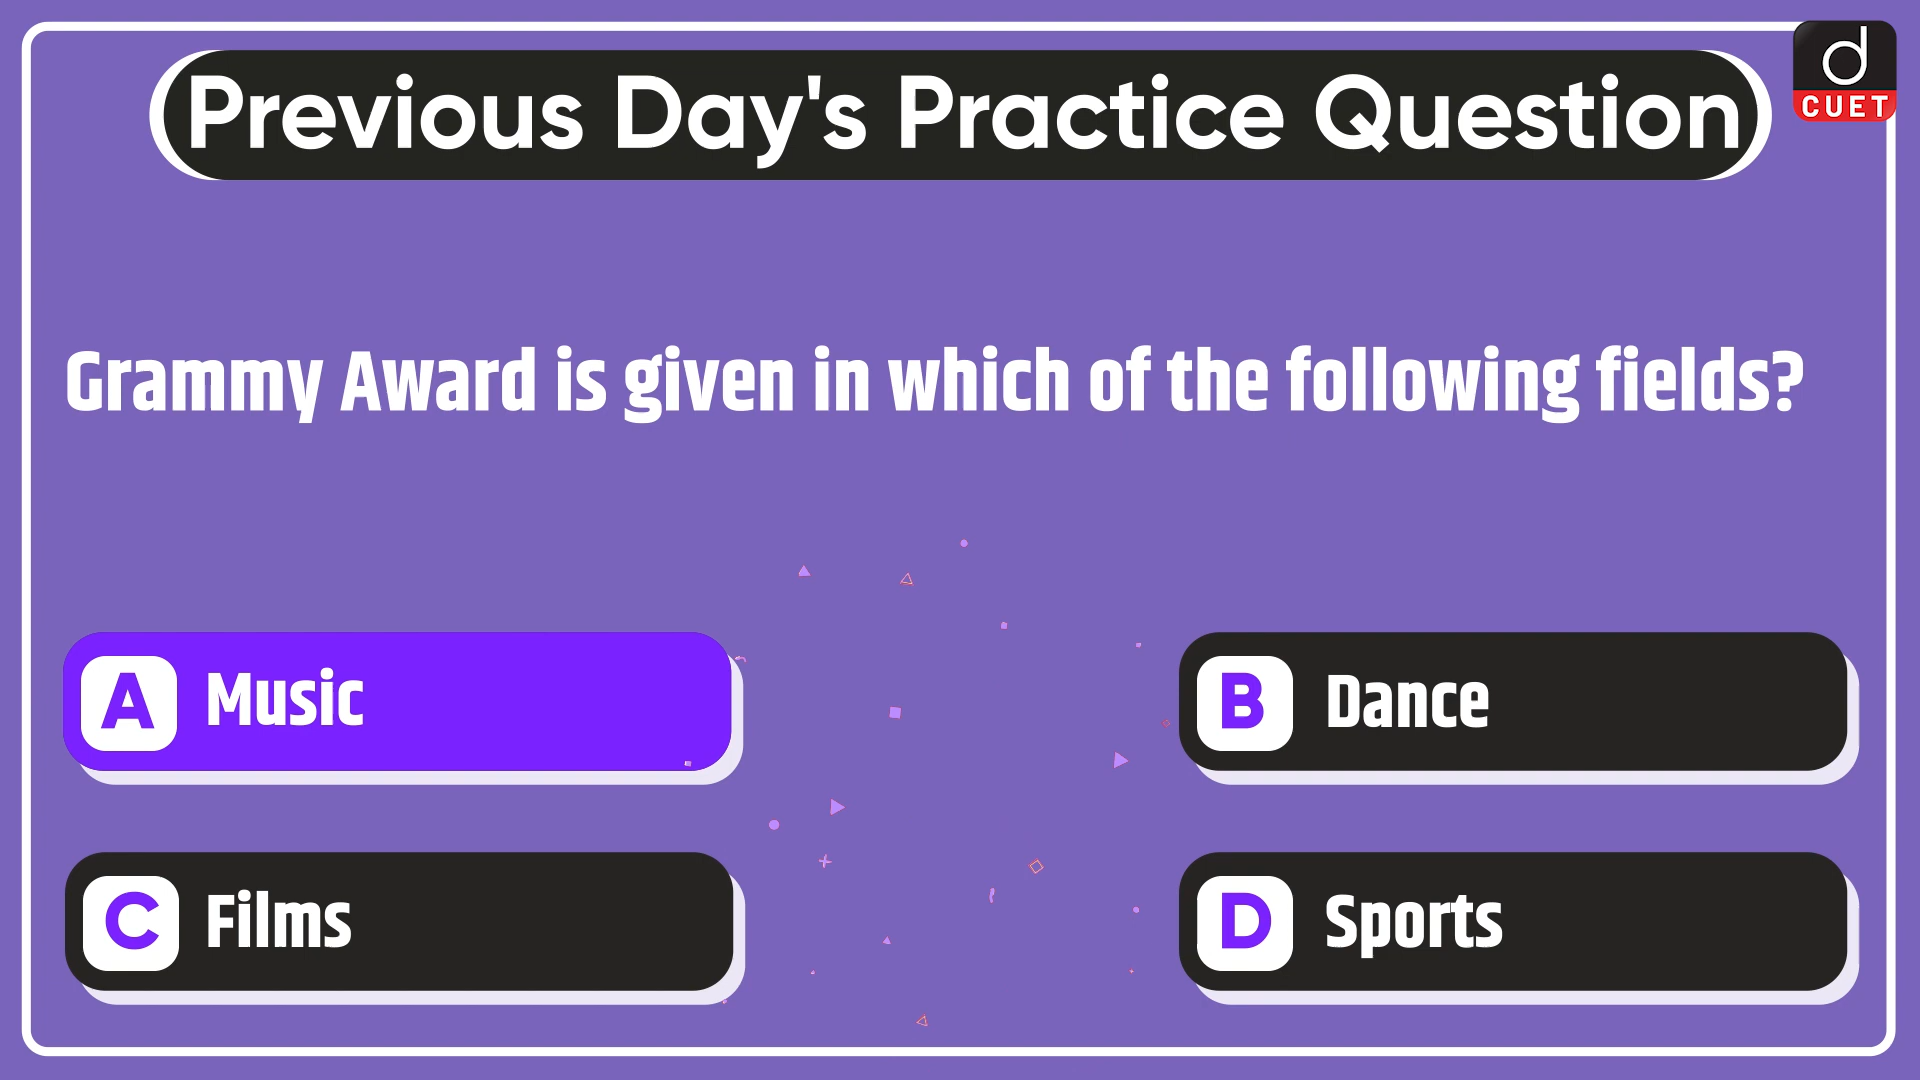 Previous Day's Practice Question
d
CUET
Grammy Award is given in which of the following fields?
A Music
B Dance
C Films
D Sports